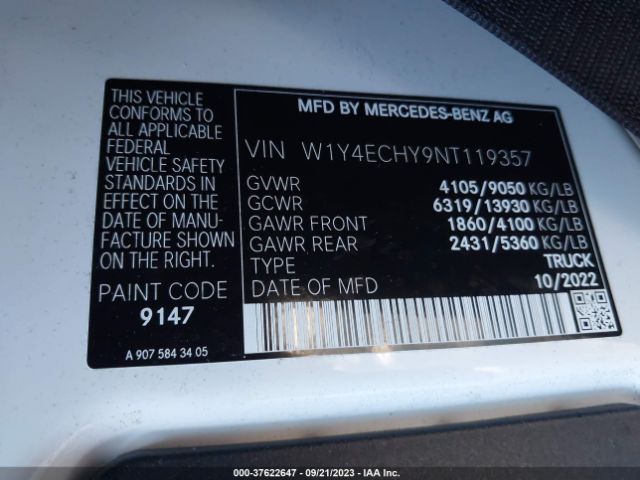 THIS VEHICLE
CONFORMS TO
ALL APPLICABLE
FEDERAL
VEHICLE SAFETY
STANDARDS IN
EFFECT ON THE
DATE OF MANU-
FACTURE SHOWN
ON THE RIGHT.
PAINT CODE
9147
A 907 584 34 05
MFD BY MERCEDES-BENZ AG
VIN W1Y4ECHY9NT119357
GVWR 4105/9050 KG/LB
GCWR 6319/13930 KG/LB
GAWR FRONT 1860/4100 KG/LB
GAWR REAR 2431/5360 KG/LB
TYPE TRUCK
DATE OF MFD 10/2022
000-37622647 - 09/21/2023 - IAA Inc.